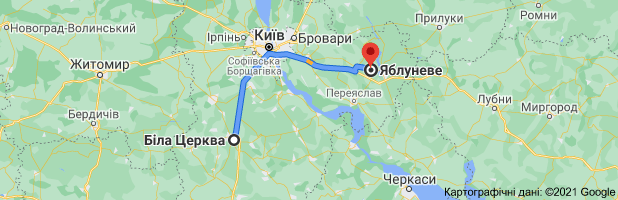 Новоград-Волинський
Ірпінь
Київ
Бровари
Прилуки
Ромни
Софіївська
Борщагівка
Житомир
Яблуневе
Переяслав
Лубни
Миргород
Бердичів
Біла Церква
Черкаси
Картографічні дані: ©2021 Google